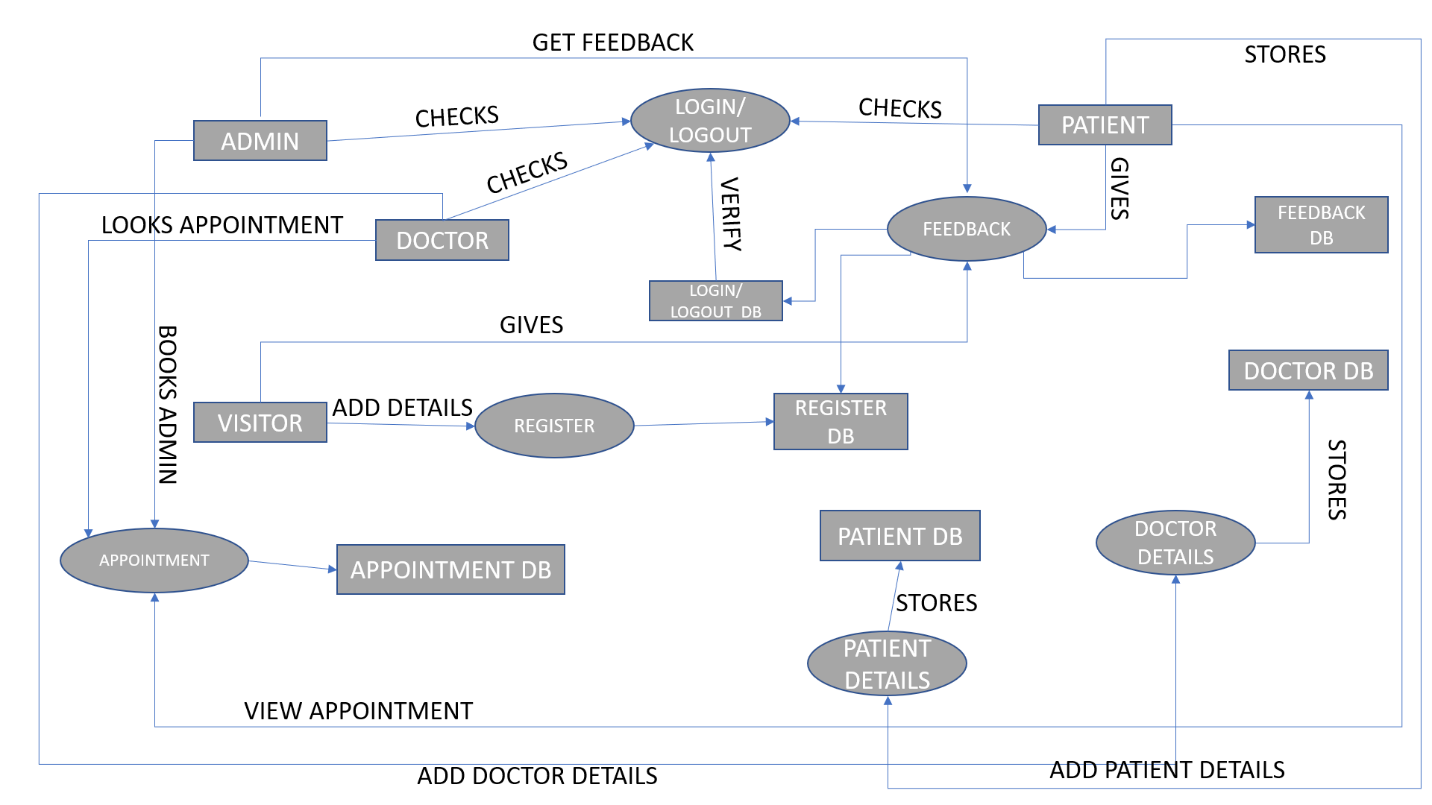 GET FEEDBACK
STORES
CHECKS
LOGIN/
LOGOUT
CHECKS
PATIENT
ADMIN
CHECKS
GIVES
VERIFY
LOOKS APPOINTMENT
DOCTOR
FEEDBACK
FEEDBACK
DB
LOGIN/
LOGOUT DB
GIVES
BOOKS ADMIN
DOCTOR DB
VISITOR
ADD DETAILS
REGISTER
REGISTER
DB
STORES
APPOINTMENT
APPOINTMENT DB
PATIENT DB
DOCTOR
DETAILS
STORES
PATIENT
DETAILS
VIEW APPOINTMENT
ADD DOCTOR DETAILS
ADD PATIENT DETAILS